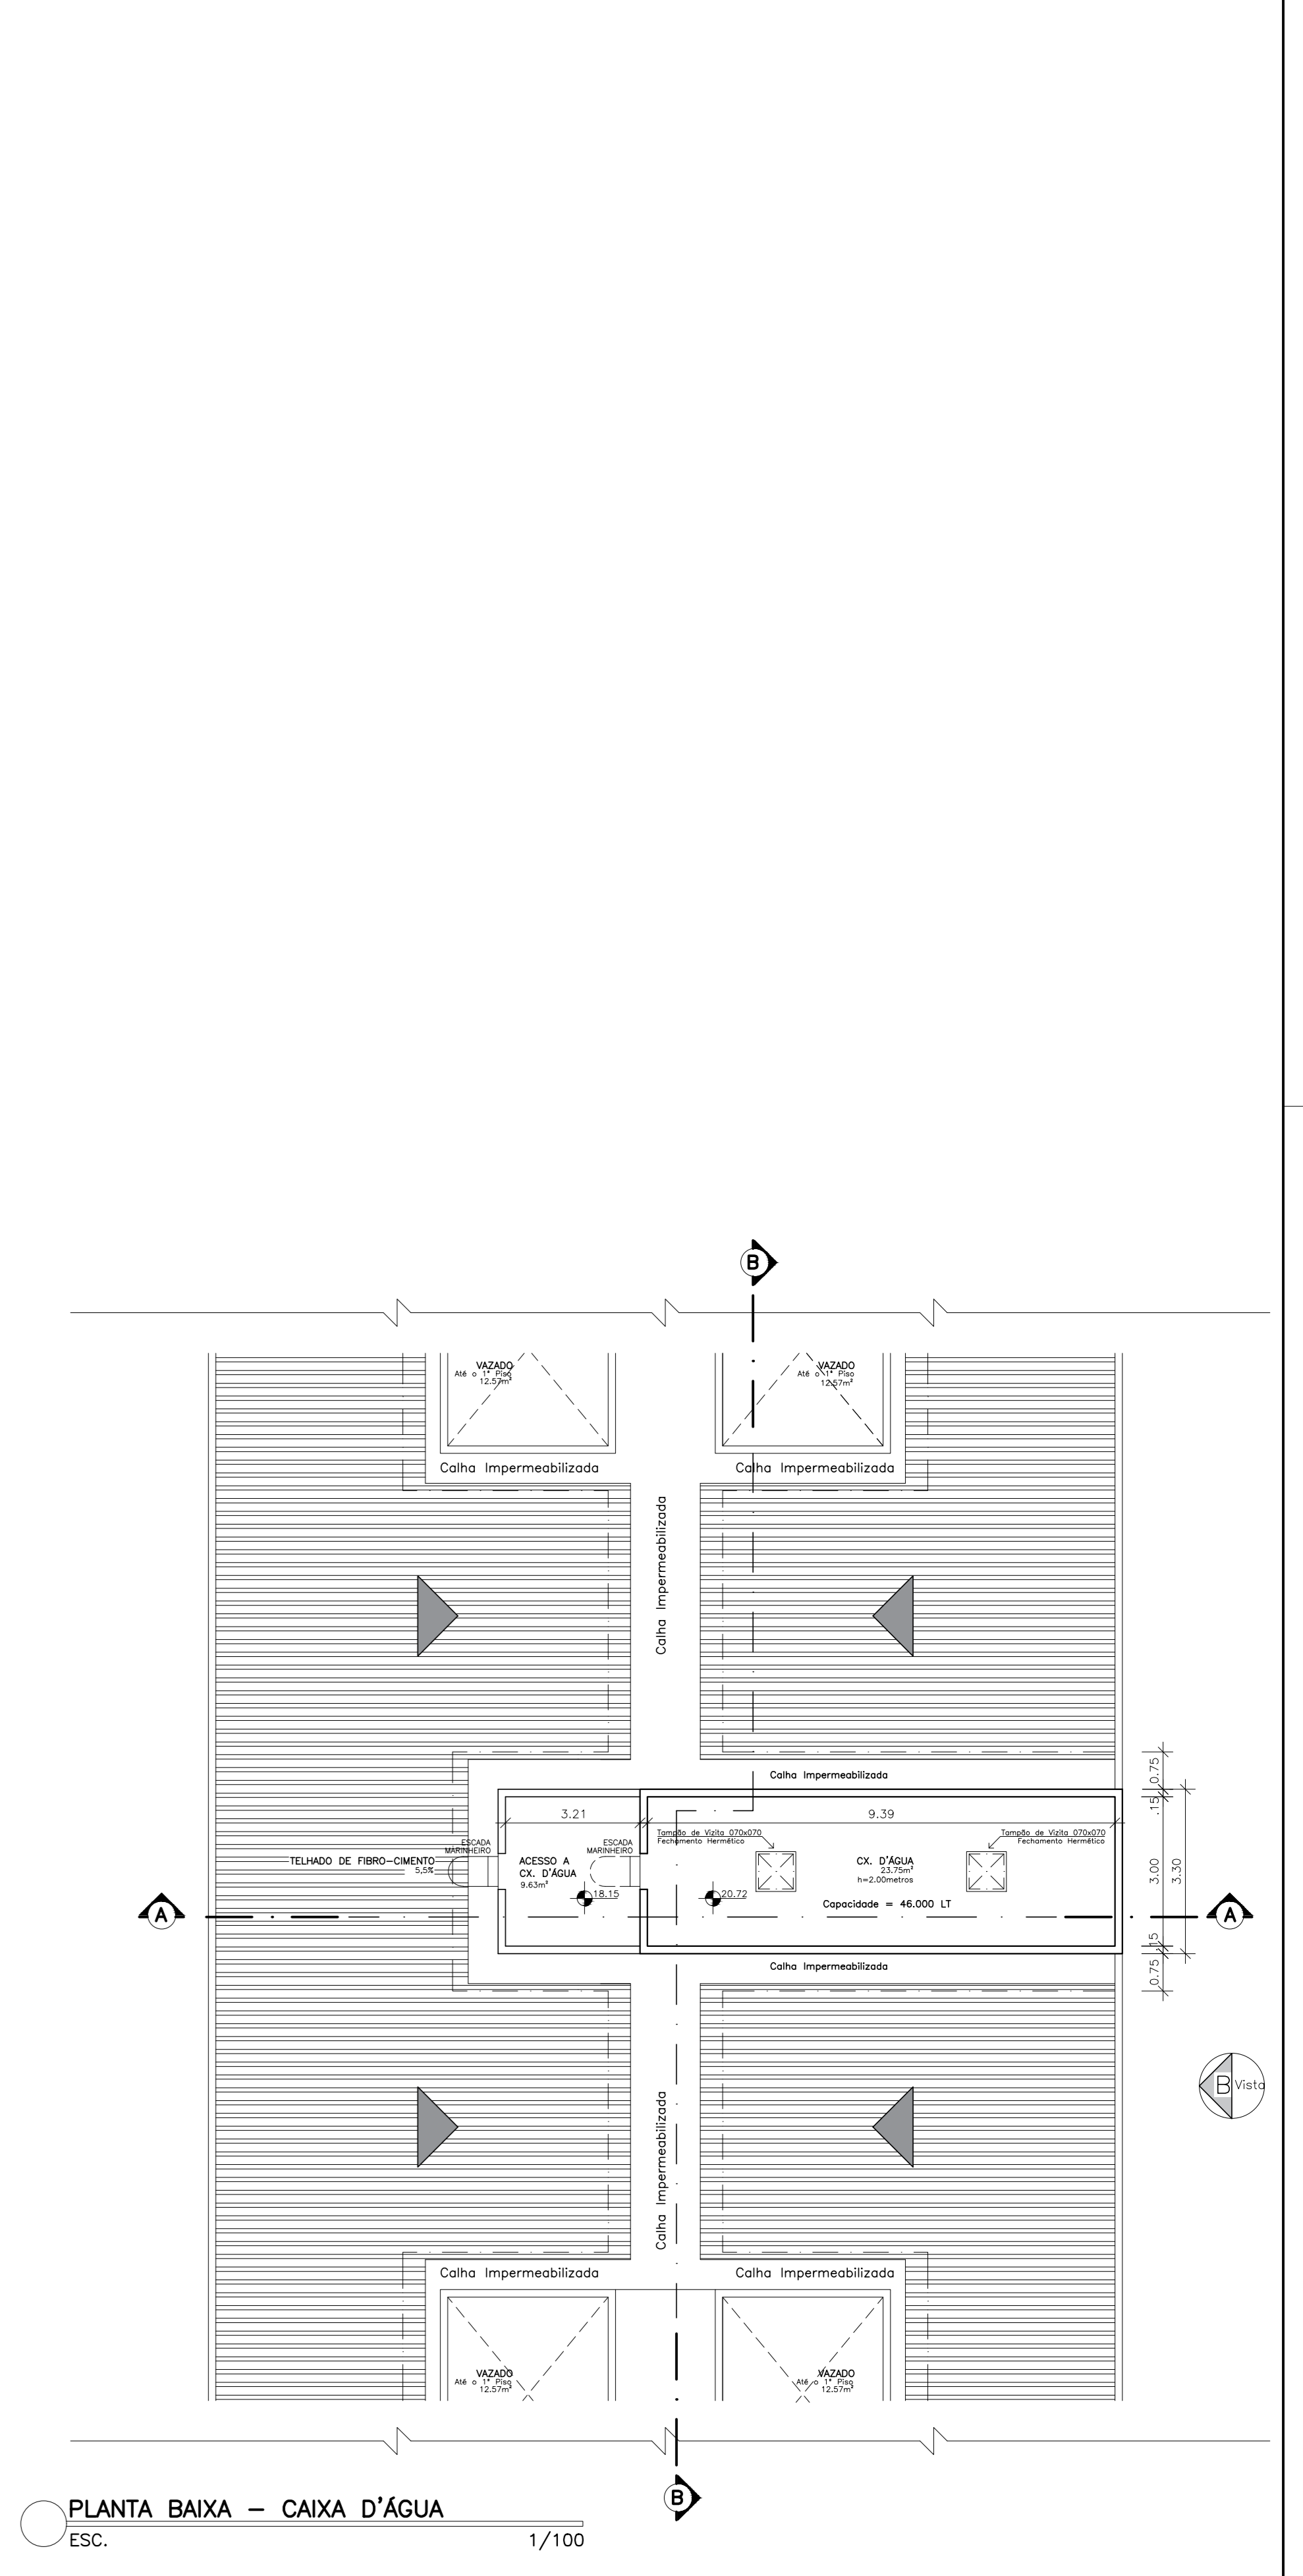 B
VAZADO
Até o 1° Piso
12.57m²
VAZADO
Até o 1° Piso
12.57m²
Calha Impermeabilizada
Calha Impermeabilizada
Calha Impermeabilizada
Calha Impermeabilizada
0.75
.15
3.00
3.30
.15
0.75
3.21
9.39
Tampão de Vizita 070x070
Fechamento Hermético
Tampão de Vizita 070x070
Fechamento Hermético
ESCADA
MARINHEIRO
ESCADA
MARINHEIRO
TELHADO DE FIBRO-CIMENTO
5,5%
ACESSO A
CX. D'ÁGUA
9.63m²
CX. D'ÁGUA
23.75m²
h=2.00metros
18.15
20.72
Capacidade = 46.000 LT
A
A
Calha Impermeabilizada
B Vista
Calha Impermeabilizada
Calha Impermeabilizada
Calha Impermeabilizada
VAZADO
Até o 1° Piso
12.57m²
VAZADO
Até o 1° Piso
12.57m²
B
PLANTA BAIXA - CAIXA D'ÁGUA
ESC. 1/100